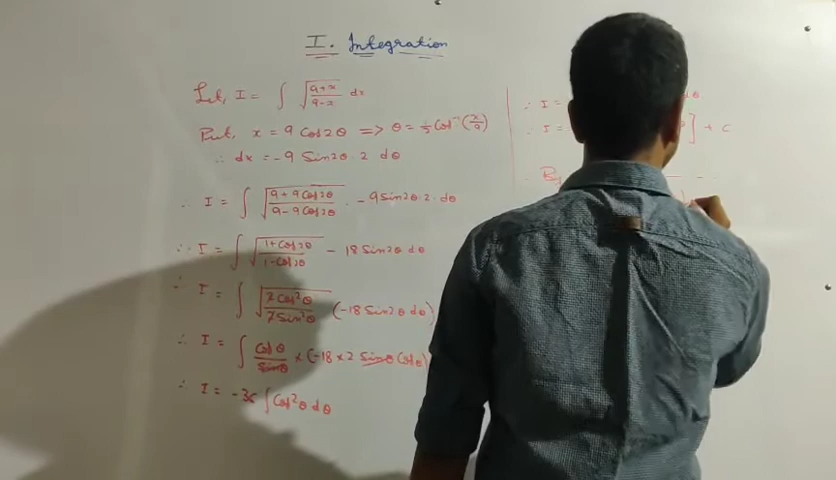 I. Integration
Let, I = ∫ √(9+x / 9-x) dx
Put, x = 9 Cos2θ => θ = 1/2 Cos⁻¹(x/9)
∴ dx = -9 Sin2θ · 2 dθ
∴ I = ∫ √(9+9Cos2θ / 9-9Cos2θ) · -9Sin2θ·2·dθ
∴ I = ∫ √(1+Cos2θ / 1-Cos2θ) - 18 Sin2θ dθ
∴ I = ∫ √(2Cos²θ / 2Sin²θ) (-18 Sin2θ dθ)
∴ I = ∫ Cosθ / Sinθ × (-18×2 Sinθ Cosθ)
∴ I = -36 ∫ Cos²θ dθ
∴ I = dθ
∴ I = ] + C